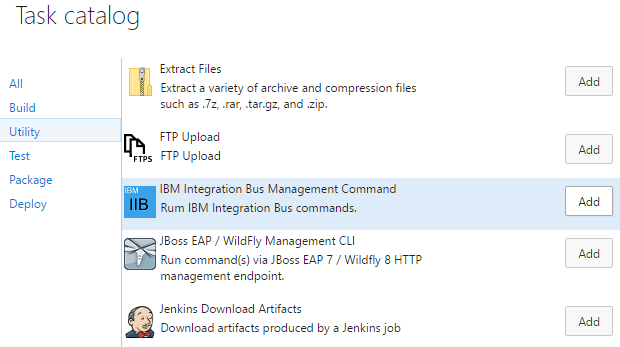 Task catalog
All
Build
Utility
Test
Package
Deploy
Extract Files
Extract a variety of archive and compression files
such as .7z, .rar, .tar.gz, and .zip.
Add
FTPS
FTP Upload
FTP Upload
Add
IBM
IIB
IBM Integration Bus Management Command
Rum IBM Integration Bus commands.
Add
JBoss EAP / WildFly Management CLI
Run command(s) via JBoss EAP 7 / Wildfly 8 HTTP
management endpoint.
Add
Jenkins Download Artifacts
Download artifacts produced by a Jenkins job
Add